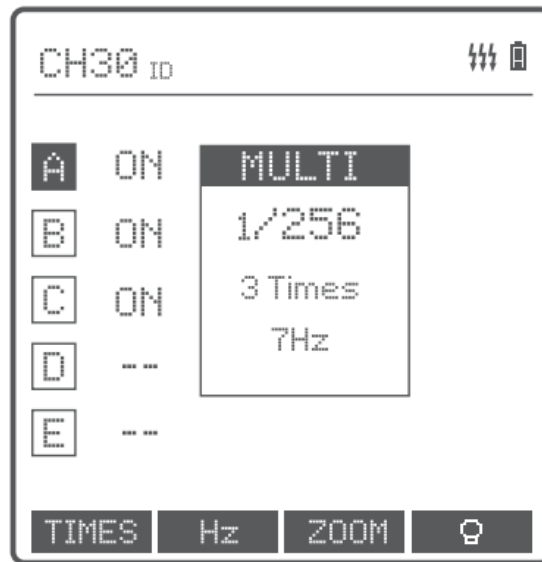 CH30 ID
A ON
B ON
C ON
D -- --
E -- --
MULTI
1/256
3 Times
7Hz
TIMES Hz ZOOM